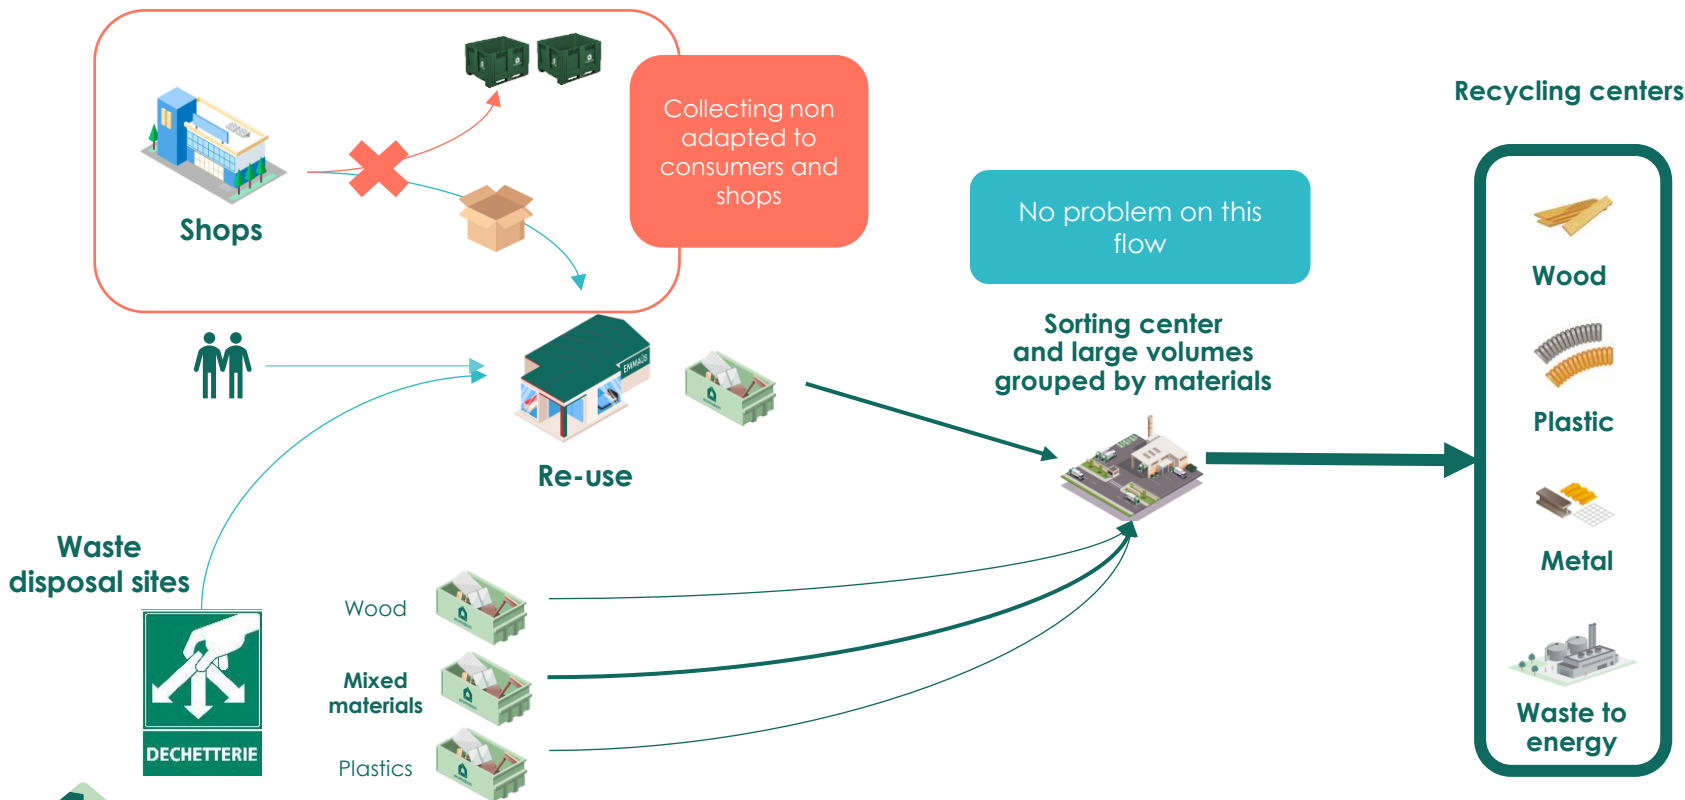 Collecting non
adapted to
consumers and
shops
Shops
Recycling centers
No problem on this
flow
Wood
Sorting center
and large volumes
grouped by materials
Plastic
EMMAÜS
Re-use
Metal
Waste
disposal sites
Wood
Mixed
materials
Plastics
DECHETTERIE
Waste to
energy